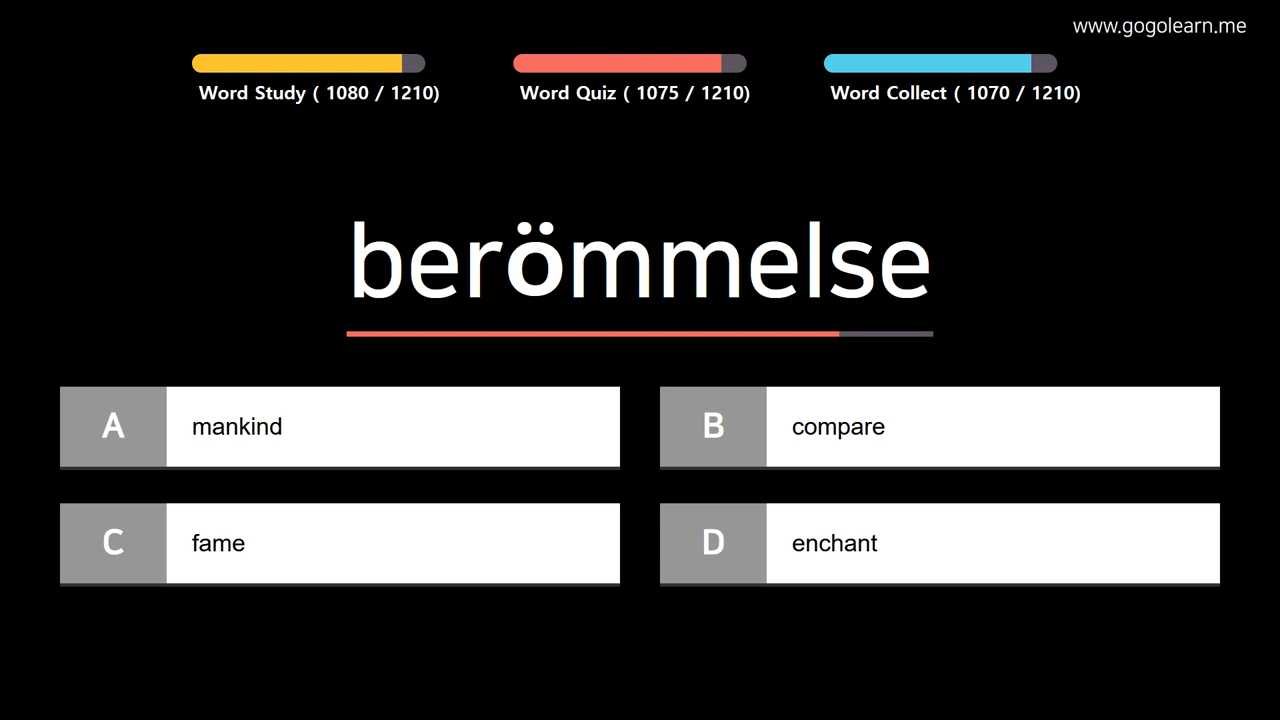 www.gogolearn.me
Word Study ( 1080 / 1210)
Word Quiz ( 1075 / 1210)
Word Collect ( 1070 / 1210)
berömmelse
A mankind
B compare
C fame
D enchant